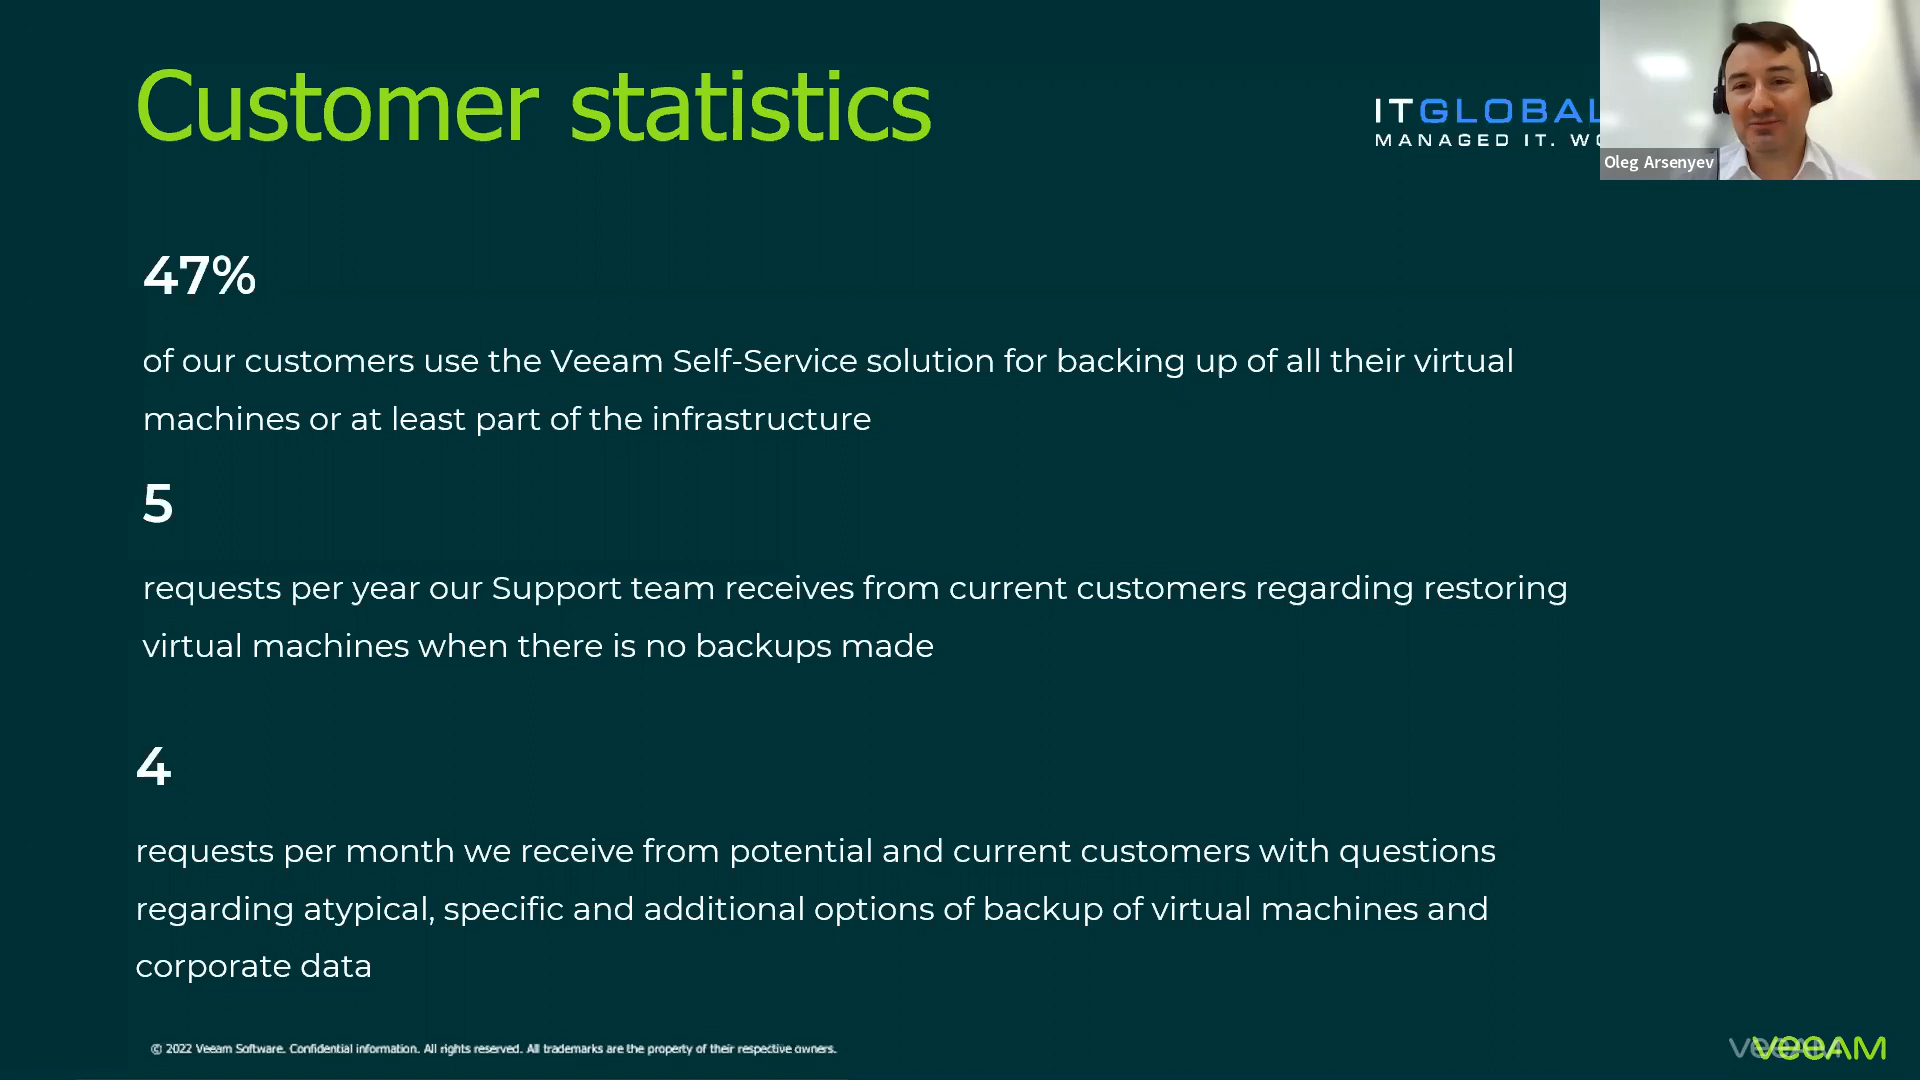 Customer statistics
ITGLOBAL
MANAGED IT.
Oleg Arsenyev
47%
of our customers use the Veeam Self-Service solution for backing up of all their virtual
machines or at least part of the infrastructure
5
requests per year our Support team receives from current customers regarding restoring
virtual machines when there is no backups made
4
requests per month we receive from potential and current customers with questions
regarding atypical, specific and additional options of backup of virtual machines and
corporate data
© 2022 Veeam Software. Confidential information. All rights reserved. All trademarks are the property of their respective owners.
veeAM